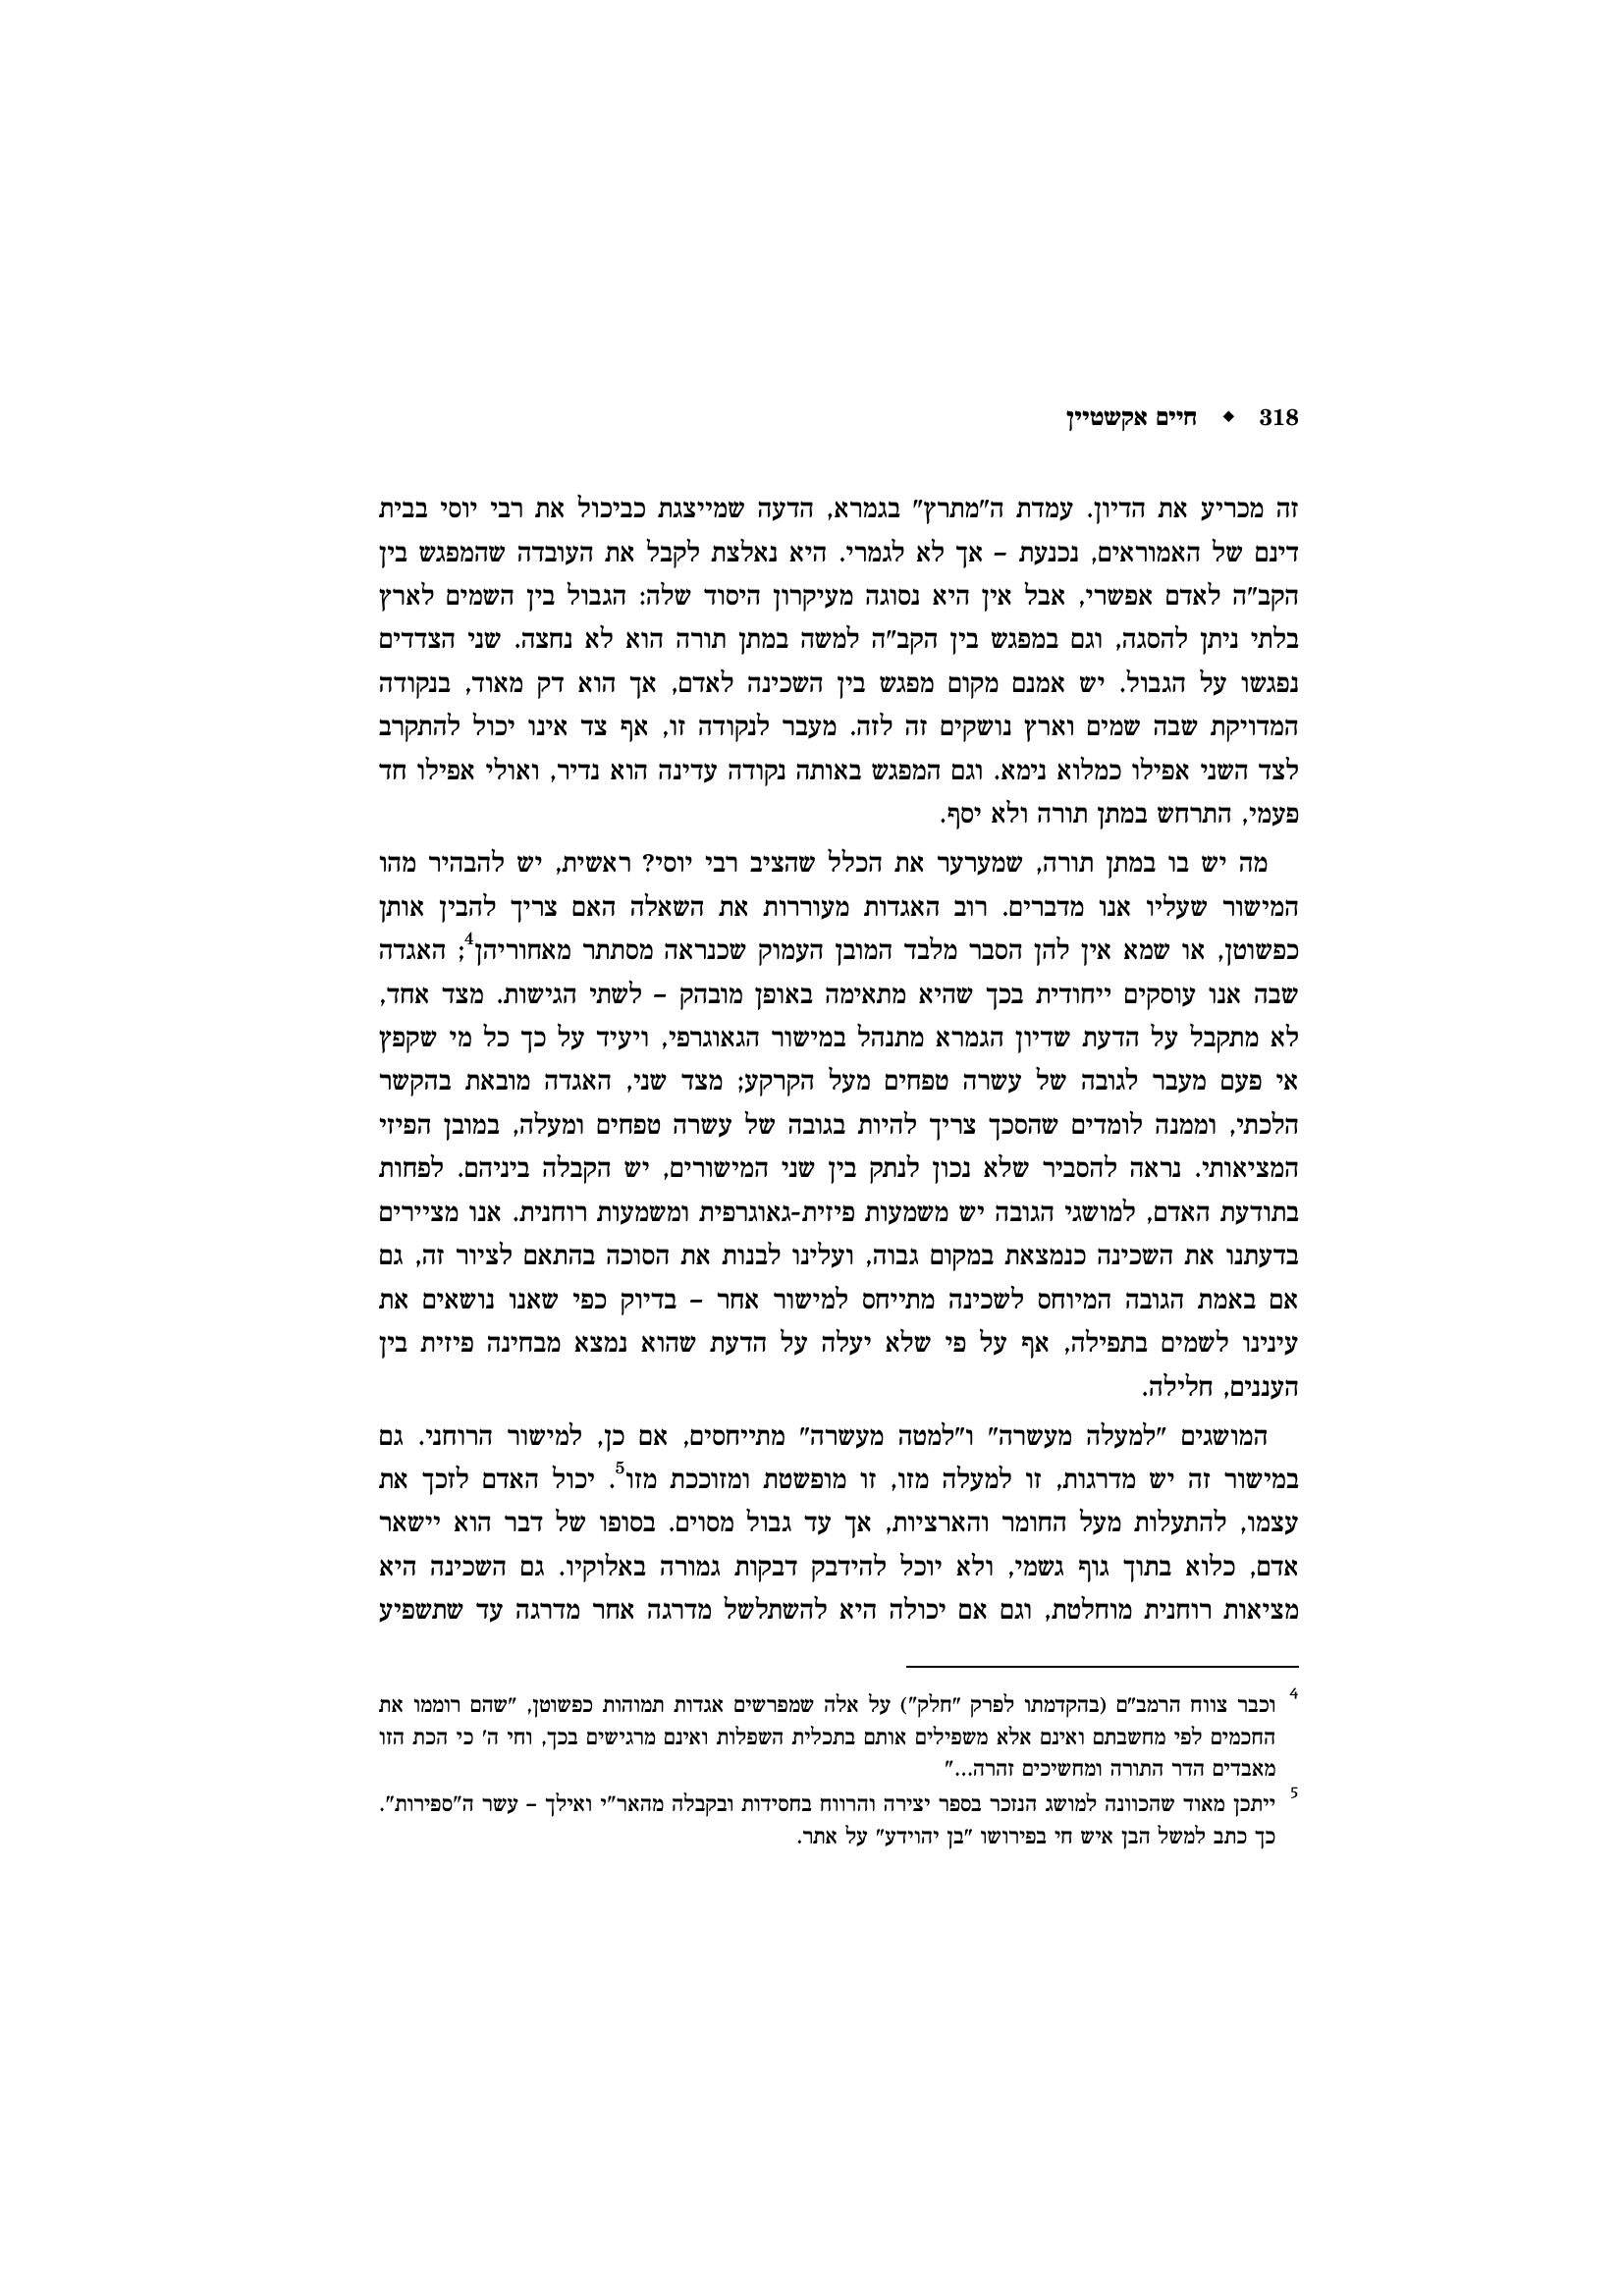 318 ◆ חיים אקשטיין
זה מכריע את הדיון. עמדת ה"מתרץ" בגמרא, הדעה שמייצגת כביכול את רבי יוסי בבית
דינם של האמוראים, נכנעת – אך לא לגמרי. היא נאלצת לקבל את העובדה שהמפגש בין
הקב"ה לאדם אפשרי, אבל אין היא נסוגה מעיקרון היסוד שלה: הגבול בין השמים לארץ
בלתי ניתן להסגה, וגם במפגש בין הקב"ה למשה במתן תורה הוא לא נחצה. שני הצדדים
נפגשו על הגבול. יש אמנם מקום מפגש בין השכינה לאדם, אך הוא דק מאוד, בנקודה
המדויקת שבה שמים וארץ נושקים זה לזה. מעבר לנקודה זו, אף צד אינו יכול להתקרב
לצד השני אפילו כמלוא נימא. וגם המפגש באותה נקודה עדינה הוא נדיר, ואולי אפילו חד
פעמי, התרחש במתן תורה ולא יסף.
מה יש בו במתן תורה, שמערער את הכלל שהציב רבי יוסי? ראשית, יש להבהיר מהו
המישור שעליו אנו מדברים. רוב האגדות מעוררות את השאלה האם צריך להבין אותן
כפשוטן, או שמא אין להן הסבר מלבד המובן העמוק שכנראה מסתתר מאחוריהן4; האגדה
שבה אנו עוסקים ייחודית בכך שהיא מתאימה באופן מובהק – לשתי הגישות. מצד אחד,
לא מתקבל על הדעת שדיון הגמרא מתנהל במישור הגאוגרפי, ויעיד על כך כל מי שקפץ
אי פעם מעבר לגובה של עשרה טפחים מעל הקרקע; מצד שני, האגדה מובאת בהקשר
הלכתי, וממנה לומדים שהסכך צריך להיות בגובה של עשרה טפחים ומעלה, במובן הפיזי
המציאותי. נראה להסביר שלא נכון לנתק בין שני המישורים, יש הקבלה ביניהם. לפחות
בתודעת האדם, למושגי הגובה יש משמעות פיזית-גאוגרפית ומשמעות רוחנית. אנו מציירים
בדעתנו את השכינה כנמצאת במקום גבוה, ועלינו לבנות את הסוכה בהתאם לציור זה, גם
אם באמת הגובה המיוחס לשכינה מתייחס למישור אחר – בדיוק כפי שאנו נושאים את
עינינו לשמים בתפילה, אף על פי שלא יעלה על הדעת שהוא נמצא מבחינה פיזית בין
העננים, חלילה.
המושגים "למעלה מעשרה" ו"למטה מעשרה" מתייחסים, אם כן, למישור הרוחני. גם
במישור זה יש מדרגות, זו למעלה מזו, זו מופשטת ומזוככת מזו5. יכול האדם לזכך את
עצמו, להתעלות מעל החומר והארציות, אך עד גבול מסוים. בסופו של דבר הוא יישאר
אדם, כלוא בתוך גוף גשמי, ולא יוכל להידבק דבקות גמורה באלוקיו. גם השכינה היא
מציאות רוחנית מוחלטת, וגם אם יכולה היא להשתלשל מדרגה אחר מדרגה עד שתשפיע
4 וכבר צווח הרמב"ם (בהקדמתו לפרק "חלק") על אלה שמפרשים אגדות תמוהות כפשוטן, "שהם רוממו את
החכמים לפי מחשבתם ואינם אלא משפילים אותם בתכלית השפלות ואינם מרגישים בכך, וחי ה' כי הכת הזו
מאבדים הדר התורה ומחשיכים זהרה..."
5 ייתכן מאוד שהכוונה למושג הנזכר בספר יצירה והרווח בחסידות ובקבלה מהאר"י ואילך – עשר ה"ספירות".
כך כתב למשל הבן איש חי בפירושו "בן יהוידע" על אתר.